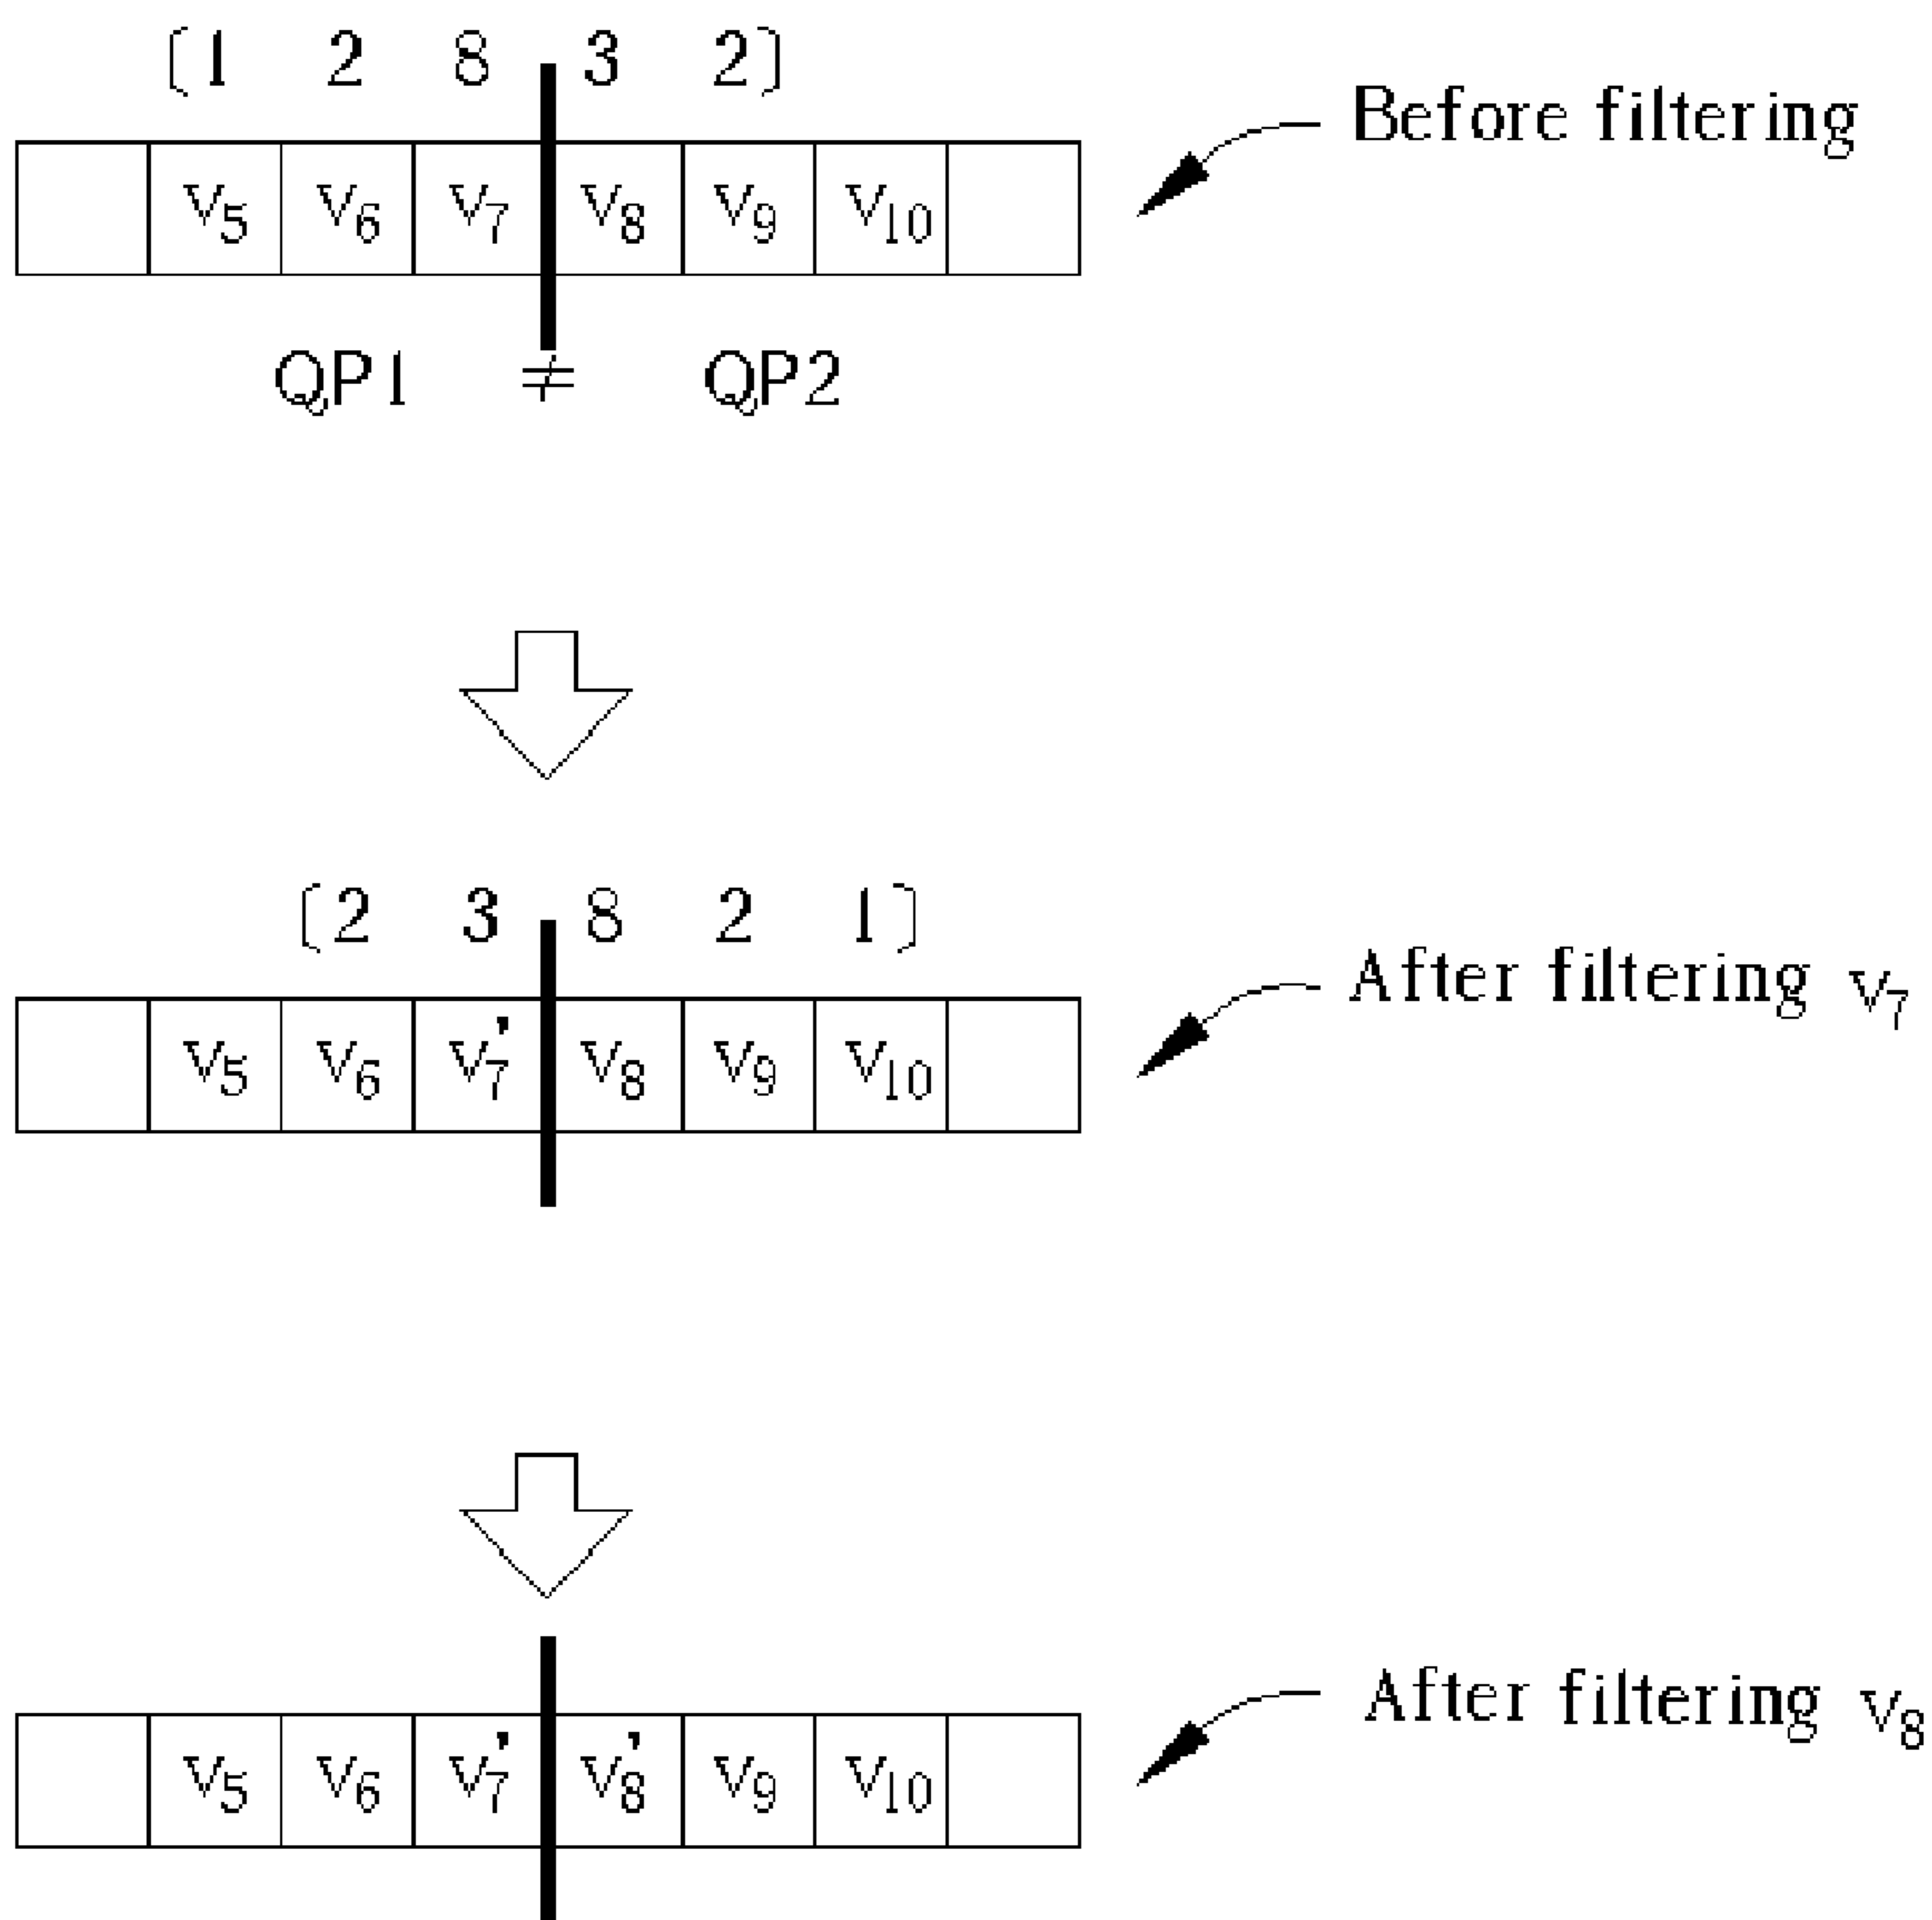 (1 2 8 3 2)
Before filtering
V5 V6 V7 V8 V9 V10
QP1 ≠ QP2
(2 3 8 2 1)
After filtering V7
V5 V6 V7' V8 V9 V10
After filtering V8
V5 V6 V7' V8' V9 V10